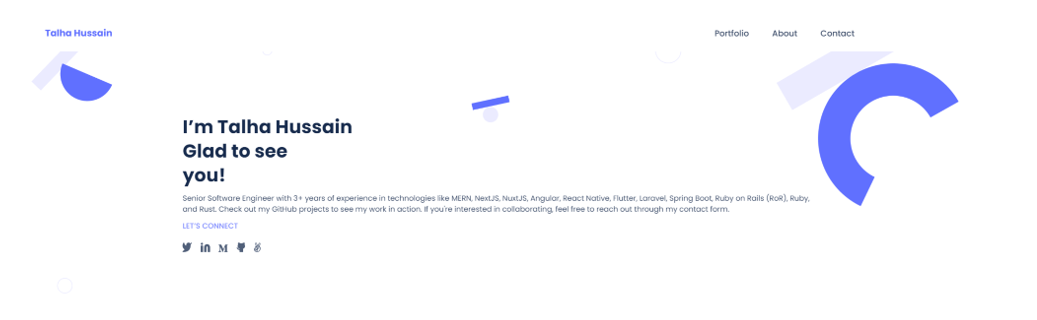 Talha Hussain
Portfolio About Contact
I'm Talha Hussain
Glad to see
you!
Senior Software Engineer with 3+ years of experience in technologies like MERN, NextJS, NuxtJS, Angular, React Native, Flutter, Laravel, Spring Boot, Ruby on Rails (RoR), Ruby,
and Rust. Check out my GitHub projects to see my work in action. If you're interested in collaborating, feel free to reach out through my contact form.
LET'S CONNECT